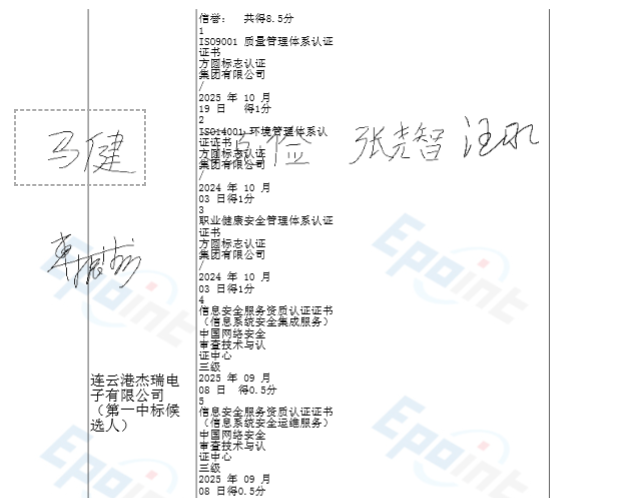 信誉： 共得8.5分
1
ISO9001 质量管理体系认证
证书
方圆标志认证
集团有限公司
/
2025 年 10 月
19 日 得1分
2
ISO14001 环境管理体系认
证证书
方圆标志认证
集团有限公司
/
2024 年 10 月
03 日得1分
3
职业健康安全管理体系认证
证书
方圆标志认证
集团有限公司
/
2024 年 10 月
03 日得1分
4
信息安全服务资质认证证书
（信息系统安全集成服务）
中国网络安全
审查技术与认
证中心
三级
2025 年 09 月
08 日 得0.5分
5
信息安全服务资质认证证书
（信息系统安全运维服务）
中国网络安全
审查技术与认
证中心
三级
2025 年 09 月
08 日得0.5分
马健
张尧智
连云港杰瑞电
子有限公司
（第一中标候
选人）
Epoint
Epoint
Epoint
Epoint